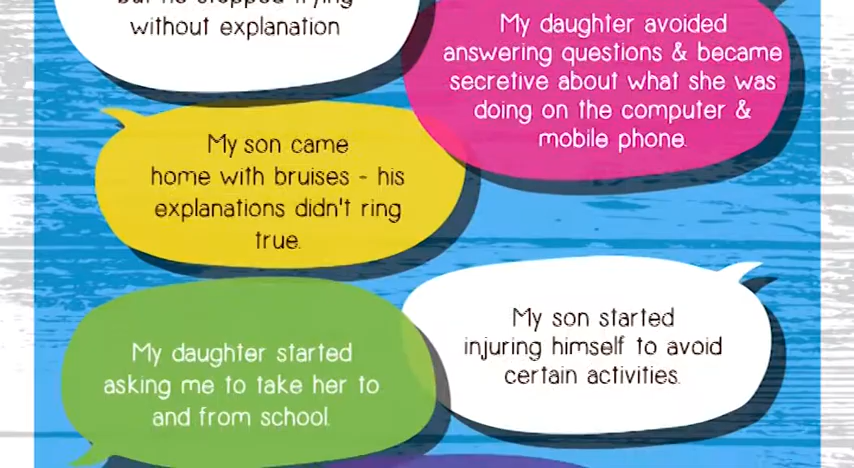 without explanation
My daughter avoided
answering questions & became
secretive about what she was
doing on the computer &
mobile phone.
My son came
home with bruises - his
explanations didn't ring
true.
My son started
injuring himself to avoid
certain activities.
My daughter started
asking me to take her to
and from school.